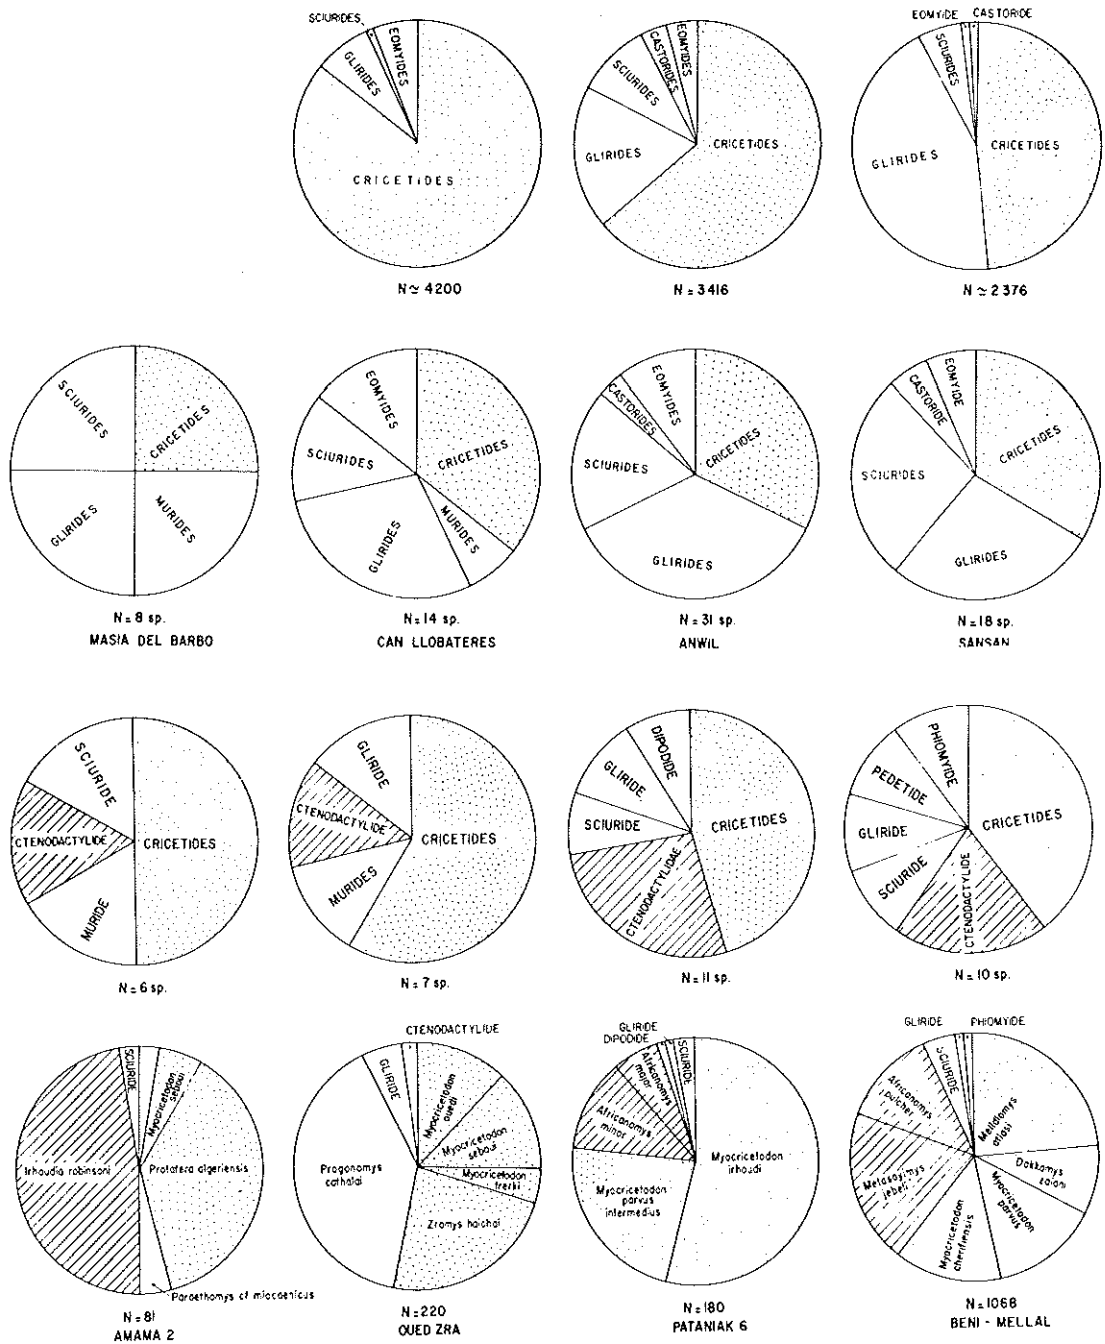 SCIURIDES
GLIRIDES
EOMYIDES
CRICETIDES
N ≃ 4200
GLIRIDES
SCIURIDES
CASTORIDES
EOMYIDES
CRICETIDES
N = 3416
EOMYIDE
CASTORIDE
SCIURIDES
GLIRIDES
CRICETIDES
N ≃ 2376
SCIURIDES
CRICETIDES
GLIRIDES
MURIDES
N = 8 sp.
MASIA DEL BARBO
EOMYIDES
SCIURIDES
CRICETIDES
GLIRIDES
MURIDES
N = 14 sp.
CAN LLOBATERES
EOMYIDES
CASTORIDES
SCIURIDES
CRICETIDES
GLIRIDES
N = 31 sp.
ANWIL
EOMYIDE
CASTORIDE
SCIURIDES
CRICETIDES
GLIRIDES
N = 18 sp.
SANSAN
SCIURIDE
CTENODACTYLIDE
CRICETIDES
MURIDE
N = 6 sp.
GLIRIDE
CTENODACTYLIDE
CRICETIDES
MURIDES
N = 7 sp.
DIPODIDE
GLIRIDE
SCIURIDE
CRICETIDES
CTENODACTYLIDAE
N = 11 sp.
PHIOMYIDE
PEDETIDE
GLIRIDE
SCIURIDE
CRICETIDES
CTENODACTYLIDE
N = 10 sp.
SCIURIDE
Myocricetodon seboui
Irhoudia robinsoni
Protatera algeriensis
Paraethomys cf miocaenicus
N = 81
AMAMA 2
CTENODACTYLIDE
GLIRIDE
Myocricetodon ouedi
Myocricetodon seboui
Myocricetodon trerki
Progonomys cathalai
Zramys haichai
N = 220
OUED ZRA
GLIRIDE
DIPODIDE
SCIURIDE
Africanomys major
Africanomys minor
Myocricetodon irhoudi
Myocricetodon parvus intermedius
N = 180
PATANIAK 6
GLIRIDE
PHIOMYIDE
SCIURIDE
Africanomys pulcher
Mellalomys atlasi
Metasayimys jebeli
Dakkamys zaiani
Myocricetodon parvus
Myocricetodon cherifiensis
N = 1068
BENI - MELLAL